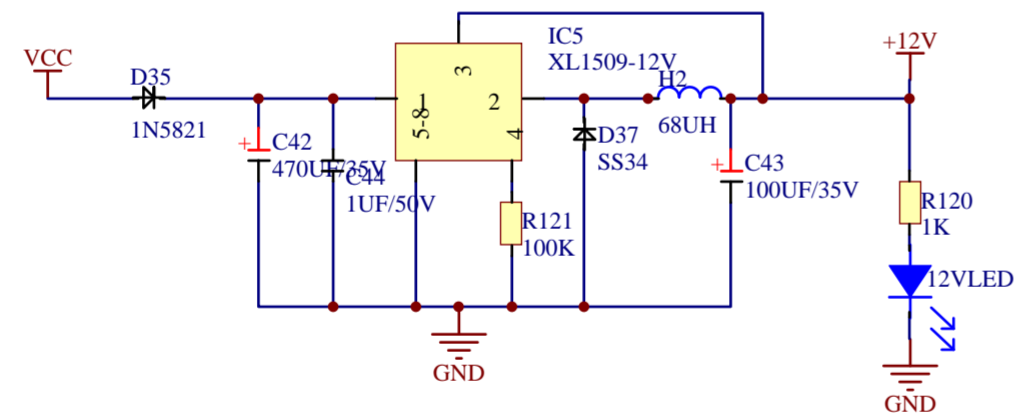 VCC
D35
1N5821
+
C42
470UF/35V
C44
1UF/50V
3
1
2
5-8
4
IC5
XL1509-12V
R121
100K
H2
68UH
D37
SS34
+
C43
100UF/35V
+12V
R120
1K
12VLED
GND
GND